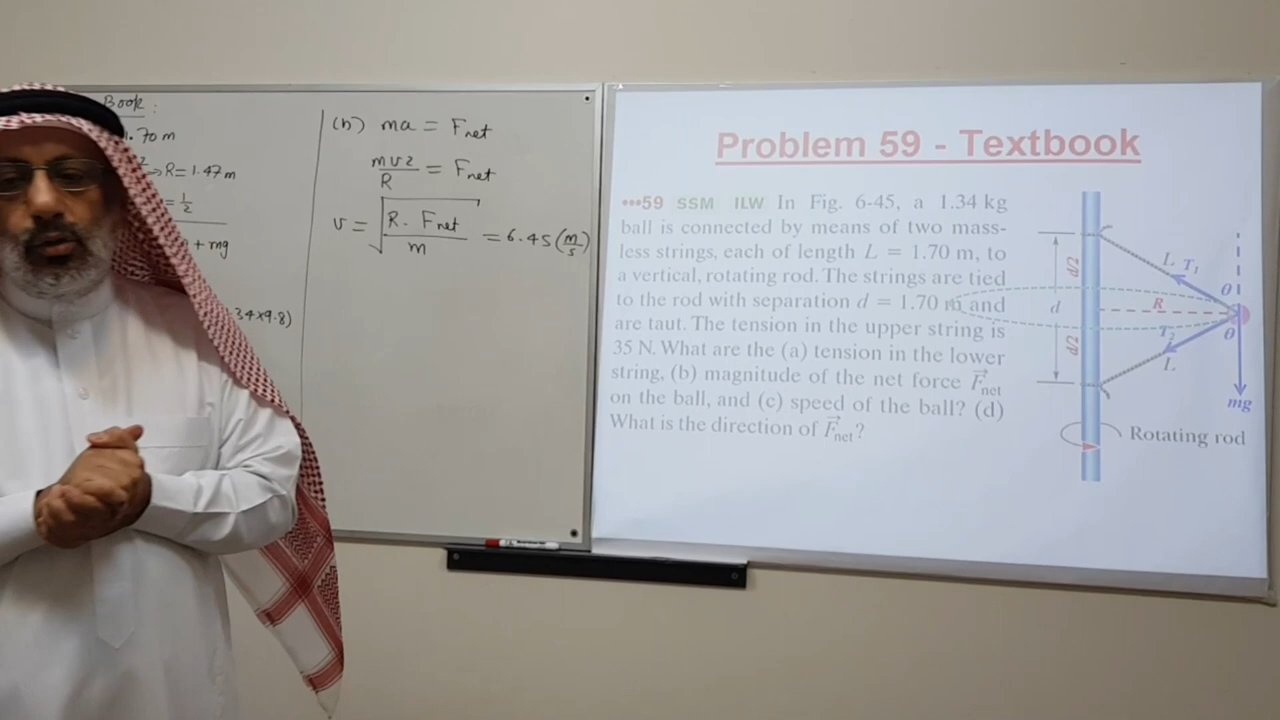 Book :
1.70 m
→ R = 1.47 m
= 1/2
+ mg
34 × 9.8)
(b) ma = Fnet
mv2/R = Fnet
v = √(R. Fnet/m) = 6.45 (m/s)
Problem 59 - Textbook
•••59 SSM ILW In Fig. 6-45, a 1.34 kg
ball is connected by means of two mass-
less strings, each of length L = 1.70 m, to
a vertical, rotating rod. The strings are tied
to the rod with separation d = 1.70 m and
are taut. The tension in the upper string is
35 N. What are the (a) tension in the lower
string, (b) magnitude of the net force F⃗net
on the ball, and (c) speed of the ball? (d)
What is the direction of F⃗net?
L T1
d/2
θ
d
R
θ
d/2
T2
L
mg
Rotating rod